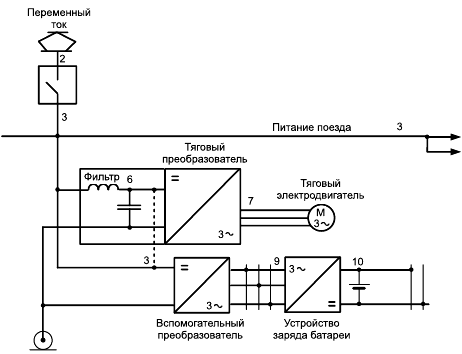 Переменный
ток
2
3
Питание поезда 3
Тяговый
преобразователь
Фильтр 6
=
3~
7
Тяговый
электродвигатель
М
3~
3
=
3~
9
3~
=
10
Вспомогательный
преобразователь
Устройство
заряда батареи